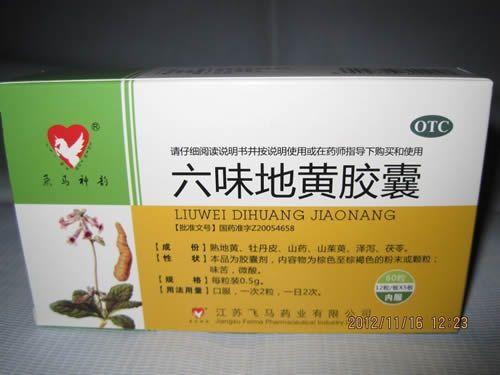 OTC
燕马神韵
®
请仔细阅读说明书并按说明使用或在药师指导下购买和使用
六味地黄胶囊
LIUWEI DIHUANG JIAONANG
【批准文号】国药准字Z20054658
【成 份】熟地黄、牡丹皮、山药、山茱萸、泽泻、茯苓。
【性 状】本品为胶囊剂，内容物为棕色至棕褐色的粉末或颗粒；
味苦，微酸。
【规 格】每粒装0.5g。
【用法用量】口服，一次2粒，一日2次。
60粒
12粒/板X5板
内服
江苏飞马药业有限公司
Jiangsu Feima Pharmaceutical Industry
2012/11/16 12:23